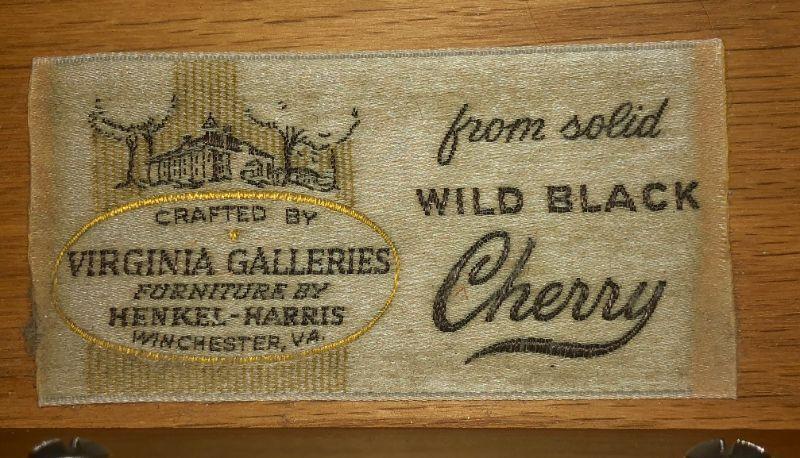 CRAFTED BY
VIRGINIA GALLERIES
FURNITURE BY
HENKEL-HARRIS
WINCHESTER, VA.
from solid
WILD BLACK
Cherry